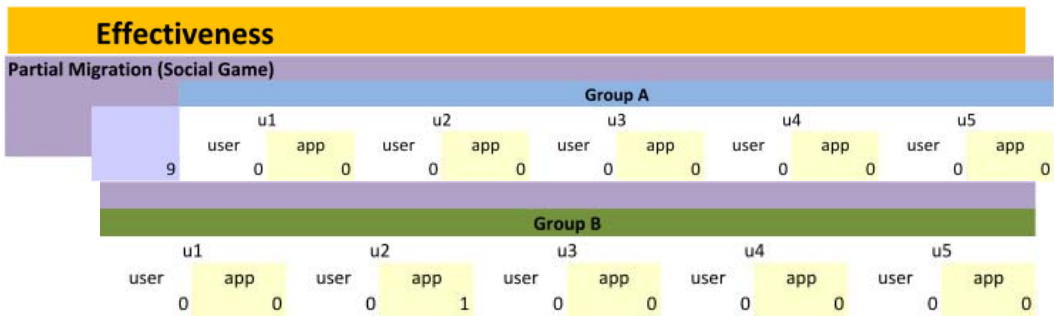 Effectiveness
Partial Migration (Social Game)
Group A
u1 u2 u3 u4 u5
user app user app user app user app user app
9 0 0 0 0 0 0 0 0 0 0
Group B
u1 u2 u3 u4 u5
user app user app user app user app user app
0 0 0 1 0 0 0 0 0 0